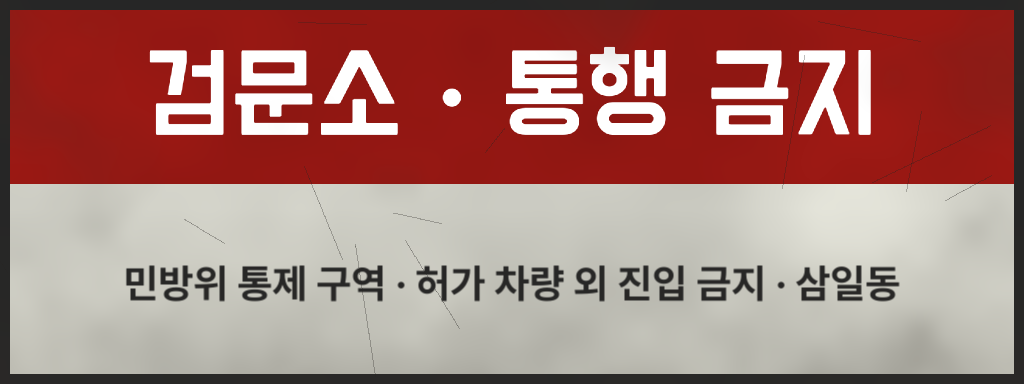 검문소 · 통행 금지
민방위 통제 구역 · 허가 차량 외 진입 금지 · 삼일동